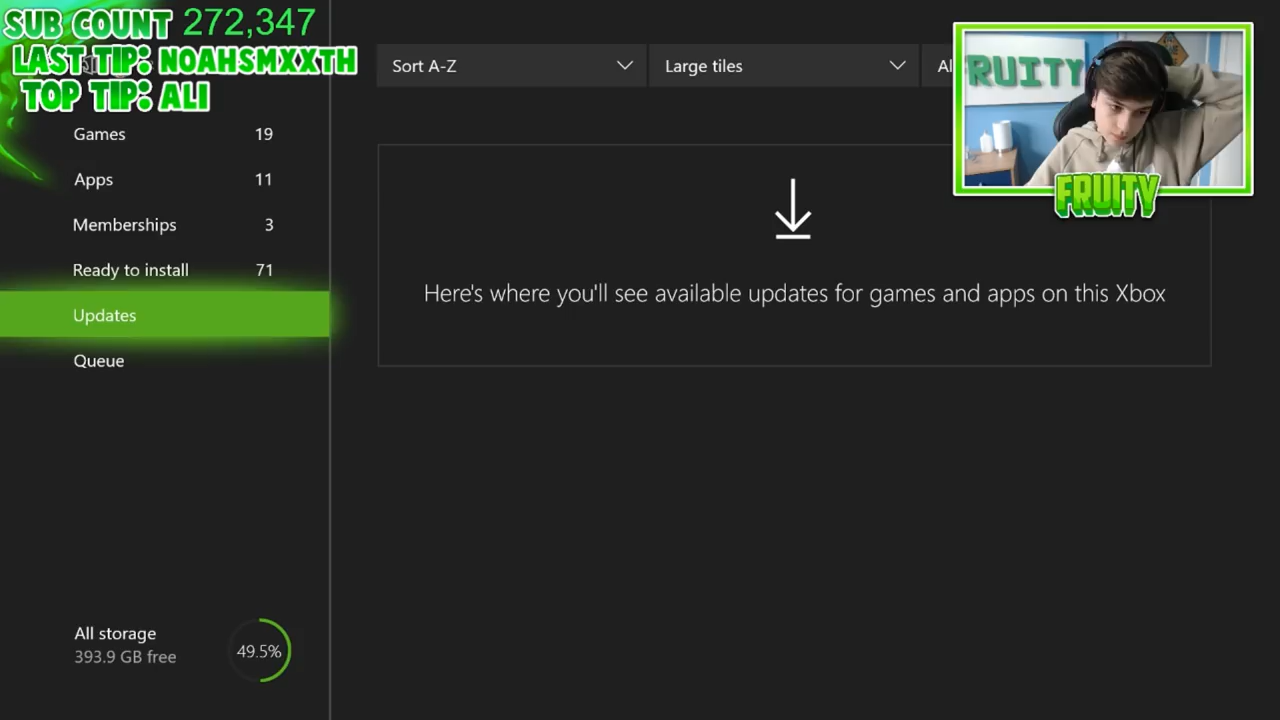 SUB COUNT 272,347
LAST TIP: NOAHSMXXTH
TOP TIP: ALI
Games 19
Apps 11
Memberships 3
Ready to install 71
Updates
Queue
All storage
393.9 GB free
49.5%
Sort A-Z
Large tiles
Al
Here's where you'll see available updates for games and apps on this Xbox
RUITY
FRUITY